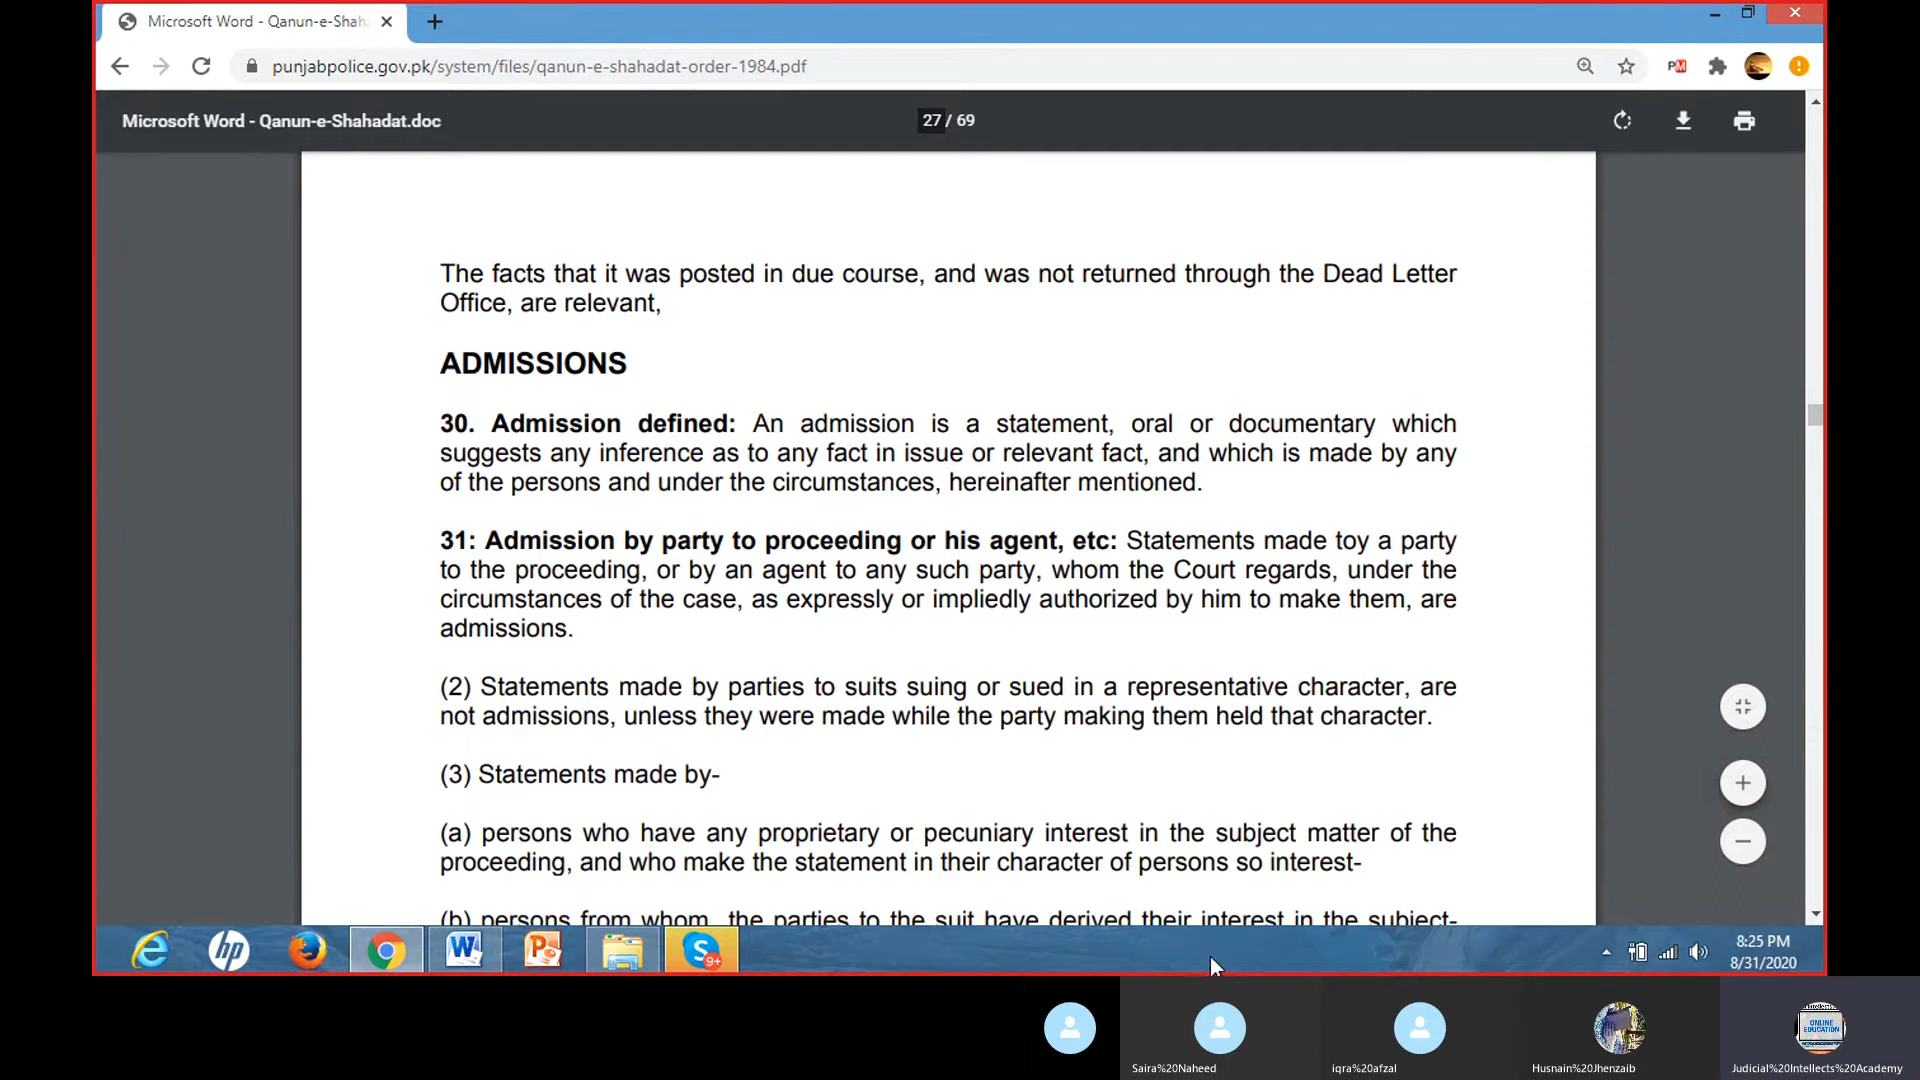 Microsoft Word - Qanun-e-Shah
punjabpolice.gov.pk/system/files/qanun-e-shahadat-order-1984.pdf
Microsoft Word - Qanun-e-Shahadat.doc
27 / 69
The facts that it was posted in due course, and was not returned through the Dead Letter
Office, are relevant,
ADMISSIONS
30. Admission defined: An admission is a statement, oral or documentary which
suggests any inference as to any fact in issue or relevant fact, and which is made by any
of the persons and under the circumstances, hereinafter mentioned.
31: Admission by party to proceeding or his agent, etc: Statements made toy a party
to the proceeding, or by an agent to any such party, whom the Court regards, under the
circumstances of the case, as expressly or impliedly authorized by him to make them, are
admissions.
(2) Statements made by parties to suits suing or sued in a representative character, are
not admissions, unless they were made while the party making them held that character.
(3) Statements made by-
(a) persons who have any proprietary or pecuniary interest in the subject matter of the
proceeding, and who make the statement in their character of persons so interest-
(b) persons from whom the parties to the suit have derived their interest in the subject-
8:25 PM
8/31/2020
9+
ONLINE
EDUCATION
Saira%20Naheed
iqra%20afzal
Husnain%20Jhenzaib
Judicial%20Intellects%20Academy